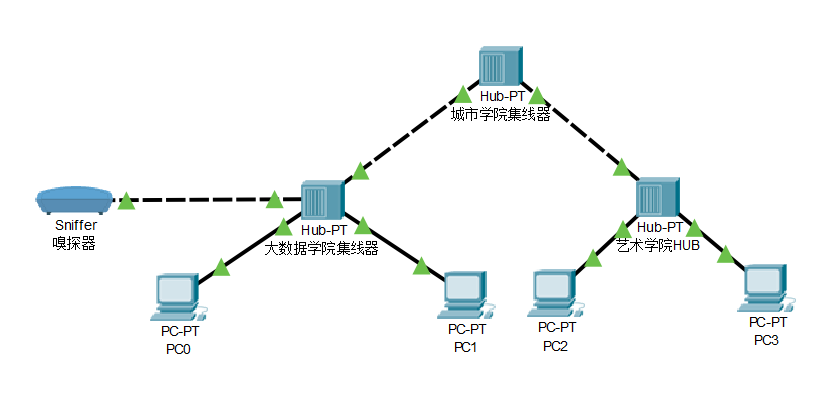 Hub-PT
城市学院集线器
Sniffer
嗅探器
Hub-PT
大数据学院集线器
Hub-PT
艺术学院HUB
PC-PT
PC0
PC-PT
PC1
PC-PT
PC2
PC-PT
PC3